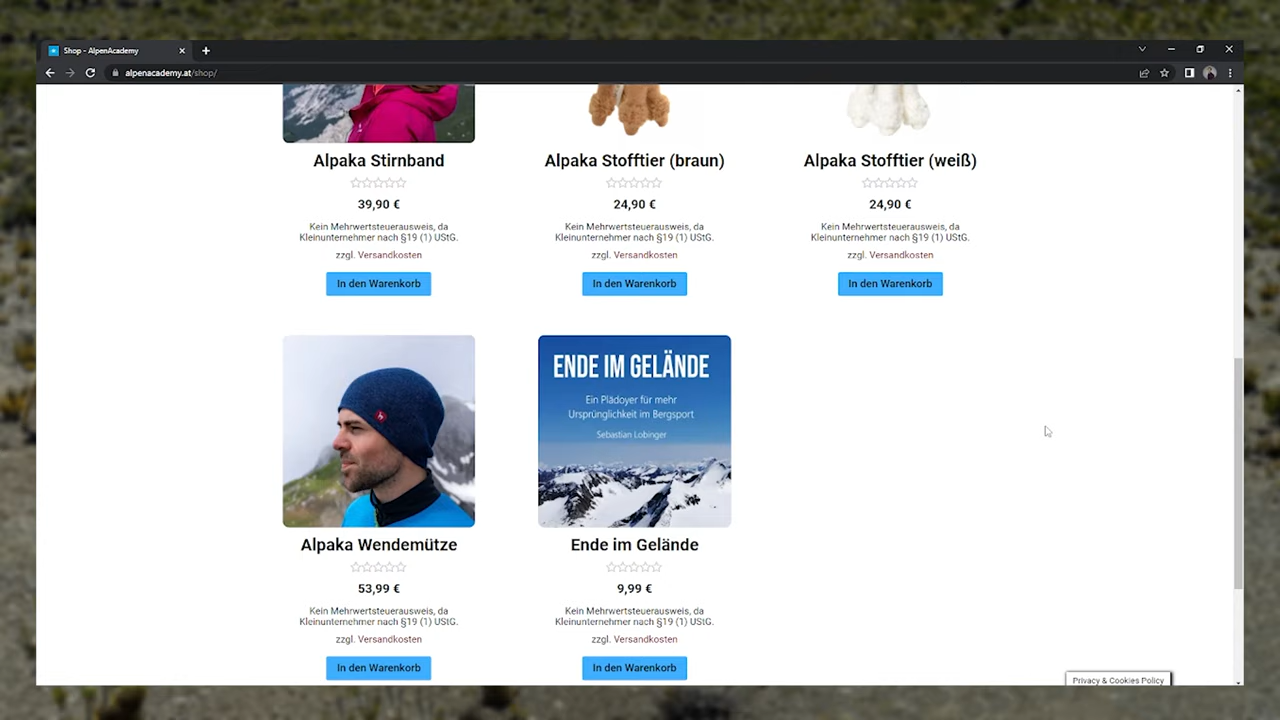 Shop - AlpenAcademy
alpenacademy.at/shop/
Alpaka Stirnband
39,90 €
Kein Mehrwertsteuerausweis, da
Kleinunternehmer nach §19 (1) UStG.
zzgl. Versandkosten
In den Warenkorb
Alpaka Stofftier (braun)
24,90 €
Kein Mehrwertsteuerausweis, da
Kleinunternehmer nach §19 (1) UStG.
zzgl. Versandkosten
In den Warenkorb
Alpaka Stofftier (weiß)
24,90 €
Kein Mehrwertsteuerausweis, da
Kleinunternehmer nach §19 (1) UStG.
zzgl. Versandkosten
In den Warenkorb
Alpaka Wendemütze
53,99 €
Kein Mehrwertsteuerausweis, da
Kleinunternehmer nach §19 (1) UStG.
zzgl. Versandkosten
In den Warenkorb
ENDE IM GELÄNDE
Ein Plädoyer für mehr
Ursprünglichkeit im Bergsport
Sebastian Lobinger
Ende im Gelände
9,99 €
Kein Mehrwertsteuerausweis, da
Kleinunternehmer nach §19 (1) UStG.
zzgl. Versandkosten
In den Warenkorb
Privacy & Cookies Policy